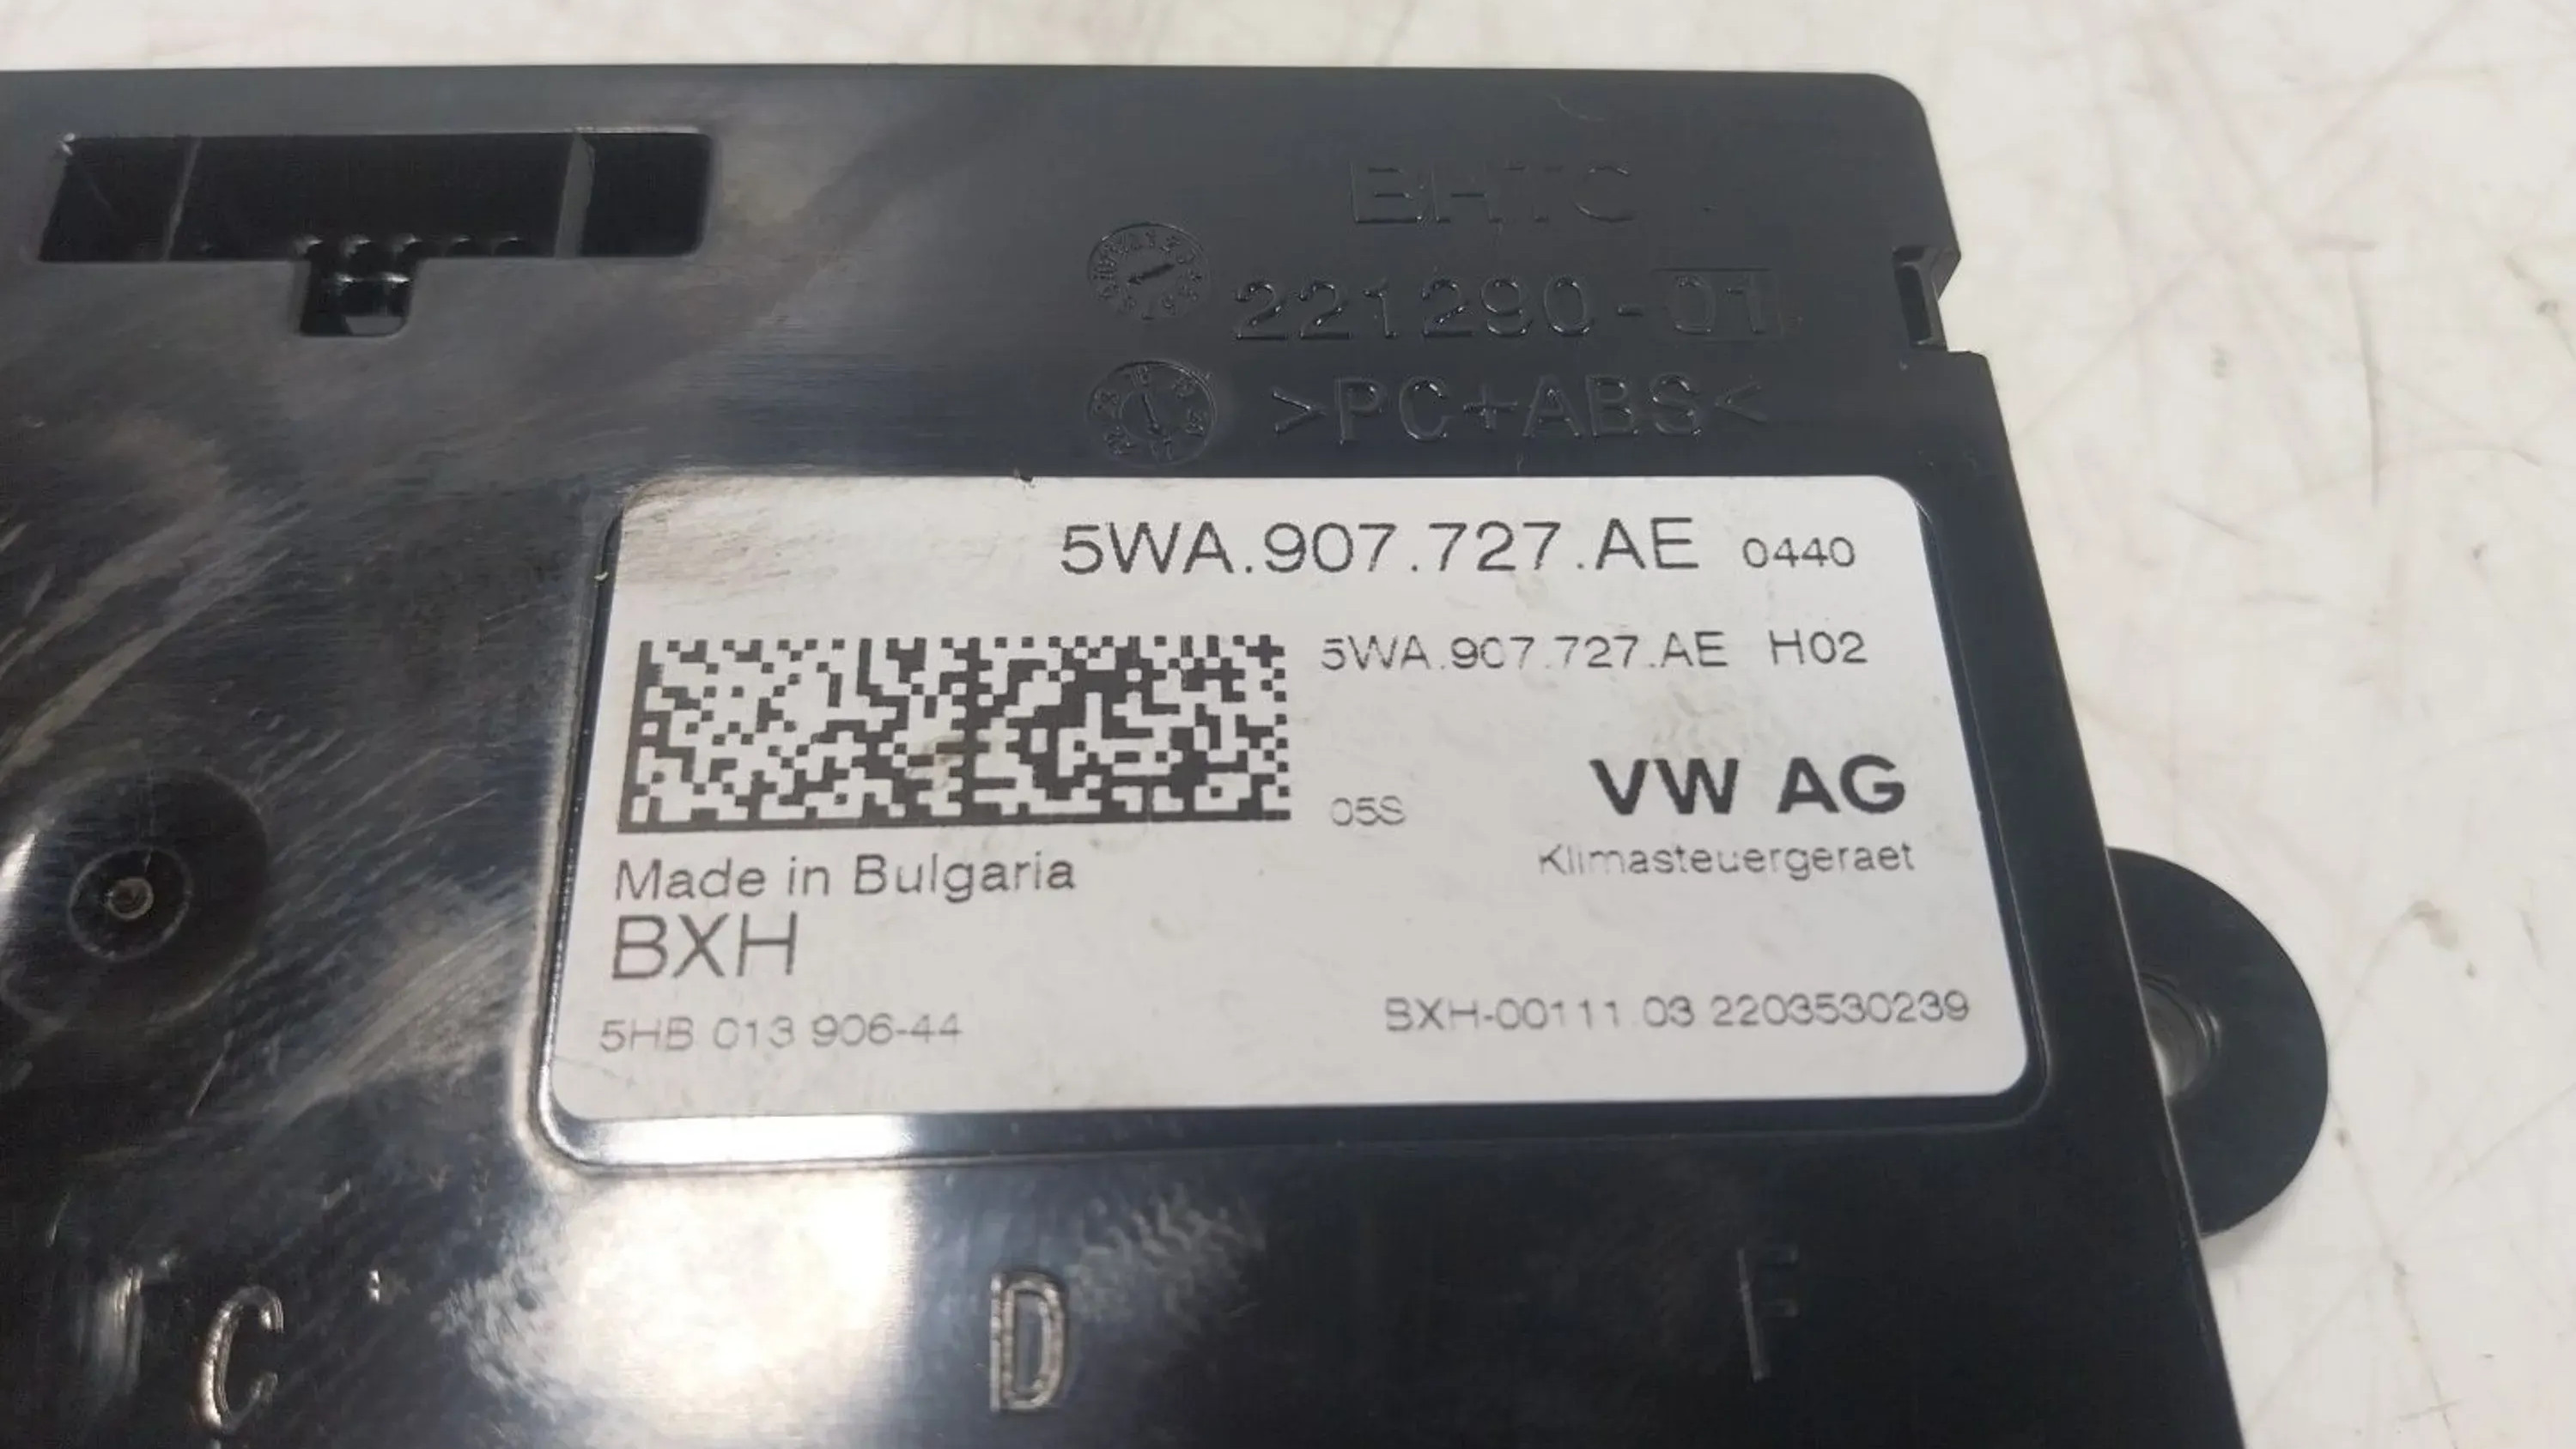 BHTC
221290-01
>PC+ABS<
5WA.907.727.AE 0440
5WA.907.727.AE H02
VW AG
05S
Klimasteuergeraet
Made in Bulgaria
BXH
5HB 013 906-44
BXH-00111.03 2203530239
C D F